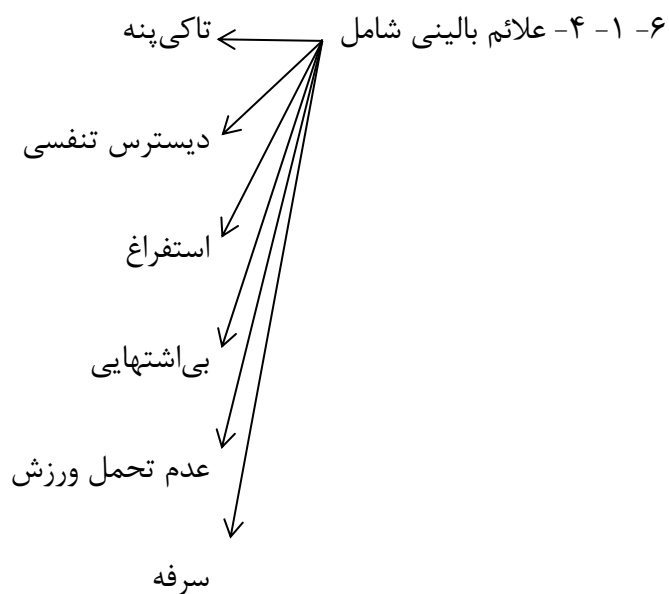 ۶- ۱- ۴- علائم بالینی شامل
تاکی‌پنه
دیسترس تنفسی
استفراغ
بی‌اشتهایی
عدم تحمل ورزش
سرفه